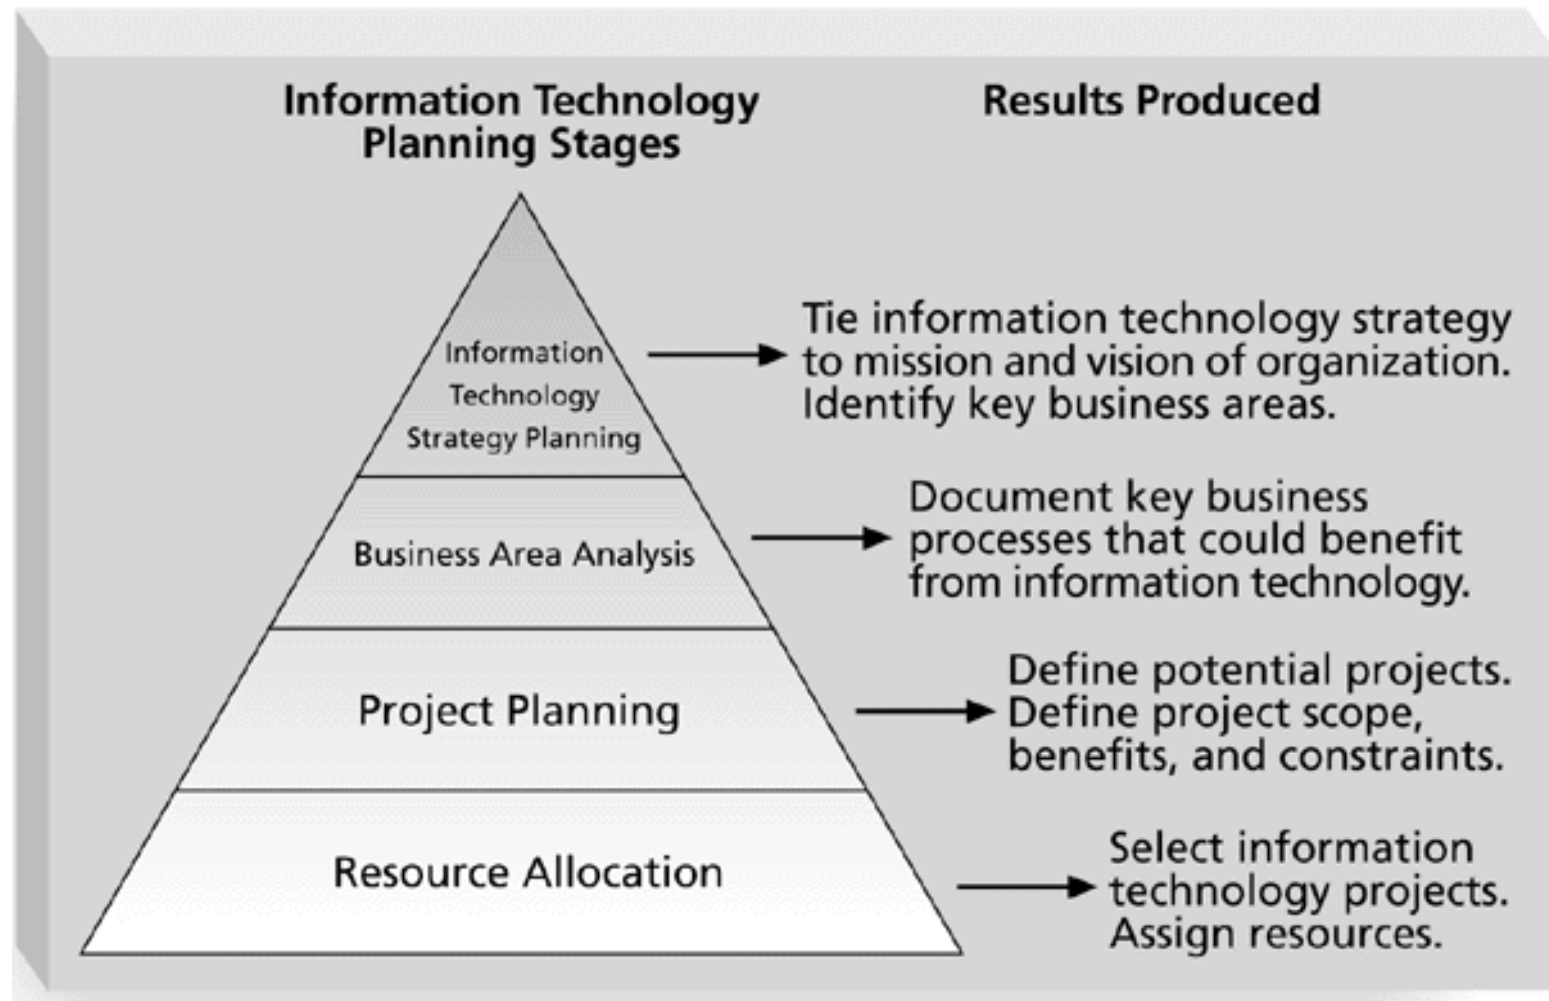 Information Technology
Planning Stages
Results Produced
Information
Technology
Strategy Planning
Tie information technology strategy
to mission and vision of organization.
Identify key business areas.
Business Area Analysis
Document key business
processes that could benefit
from information technology.
Project Planning
Define potential projects.
Define project scope,
benefits, and constraints.
Resource Allocation
Select information
technology projects.
Assign resources.